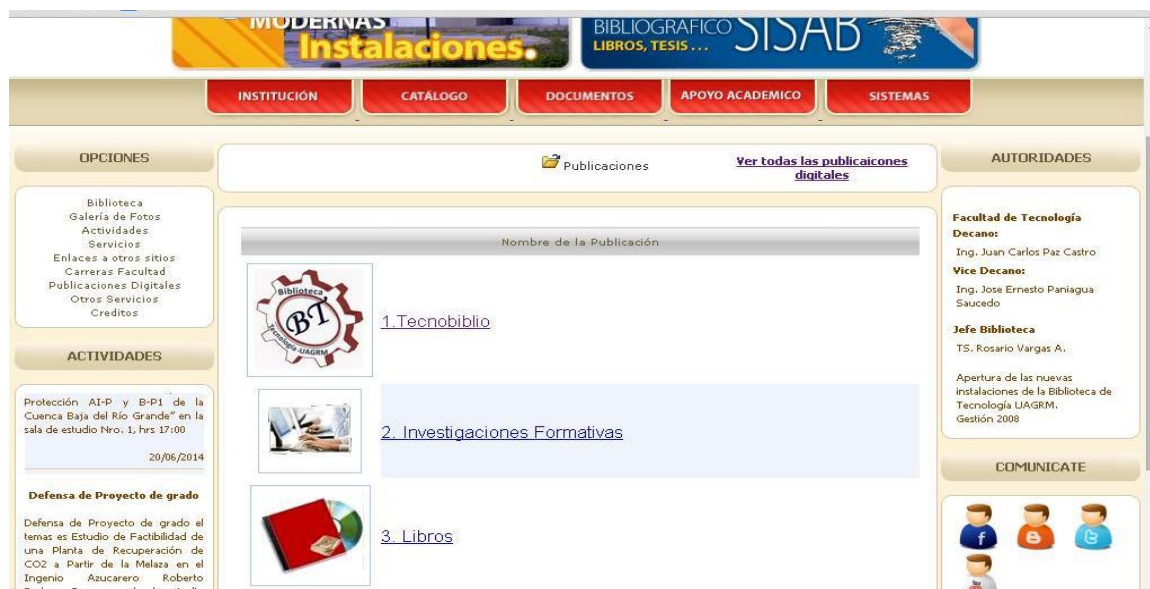 MODERNAS
Instalaciones.
BIBLIOGRAFICO
LIBROS, TESIS ...
SISAB
INSTITUCIÓN
CATÁLOGO
DOCUMENTOS
APOYO ACADEMICO
SISTEMAS
OPCIONES
Biblioteca
Galería de Fotos
Actividades
Servicios
Enlaces a otros sitios
Carreras Facultad
Publicaciones Digitales
Otros Servicios
Creditos
ACTIVIDADES
Protección AI-P y B-P1 de la
Cuenca Baja del Río Grande” en la
sala de estudio Nro. 1, hrs 17:00
20/06/2014
Defensa de Proyecto de grado
Defensa de Proyecto de grado el
temas es Estudio de Factibilidad de
una Planta de Recuperación de
CO2 a Partir de la Melaza en el
Ingenio Azucarero Roberto
Publicaciones
Ver todas las publicaicones
digitales
Nombre de la Publicación
Biblioteca
BT
Tecnología -UAGRM
1.Tecnobiblio
2. Investigaciones Formativas
3. Libros
AUTORIDADES
Facultad de Tecnología
Decano:
Ing. Juan Carlos Paz Castro
Vice Decano:
Ing. Jose Ernesto Paniagua
Saucedo
Jefe Biblioteca
TS. Rosario Vargas A.
Apertura de las nuevas
instalaciones de la Biblioteca de
Tecnología UAGRM.
Gestión 2008
COMUNICATE